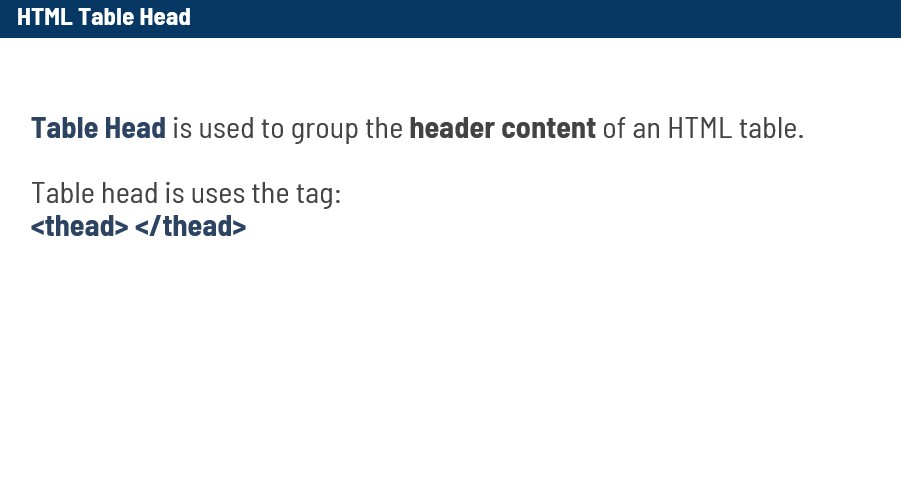 HTML Table Head
Table Head is used to group the header content of an HTML table.
Table head is uses the tag:
<thead> </thead>